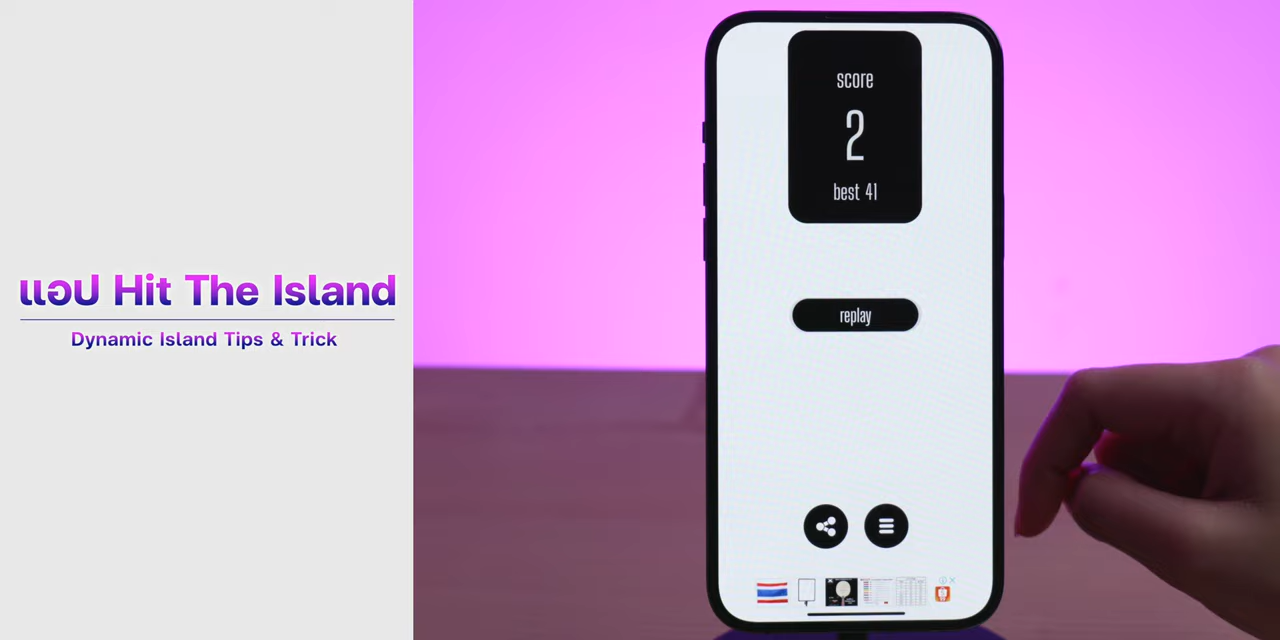 แอป Hit The Island
Dynamic Island Tips & Trick
score
2
best 41
replay